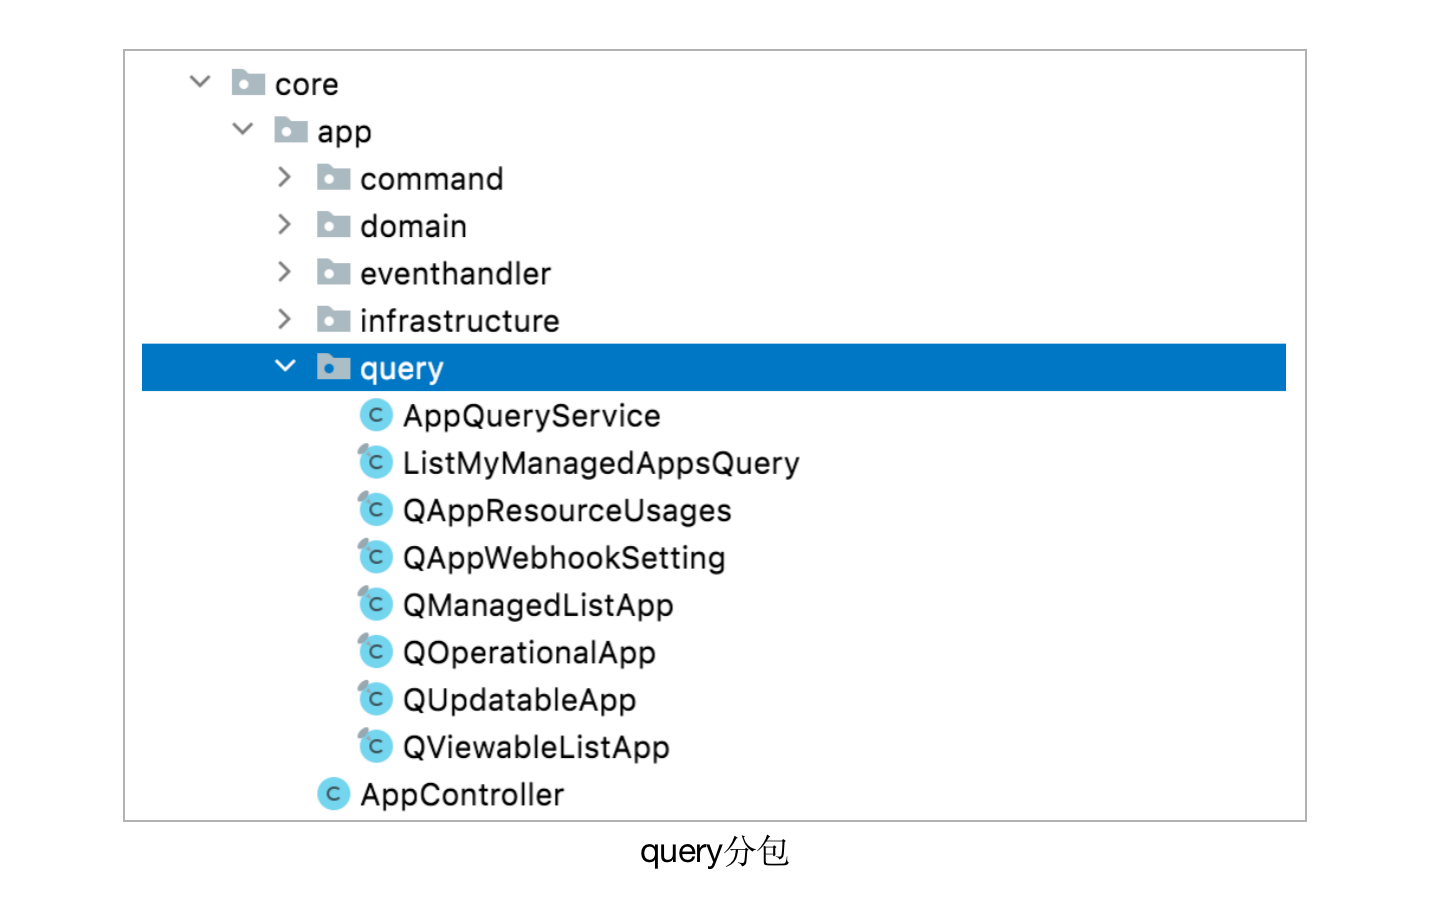 core
app
command
domain
eventhandler
infrastructure
query
C AppQueryService
C ListMyManagedAppsQuery
C QAppResourceUsages
C QAppWebhookSetting
C QManagedListApp
C QOperationalApp
C QUpdatableApp
C QViewableListApp
C AppController
query分包